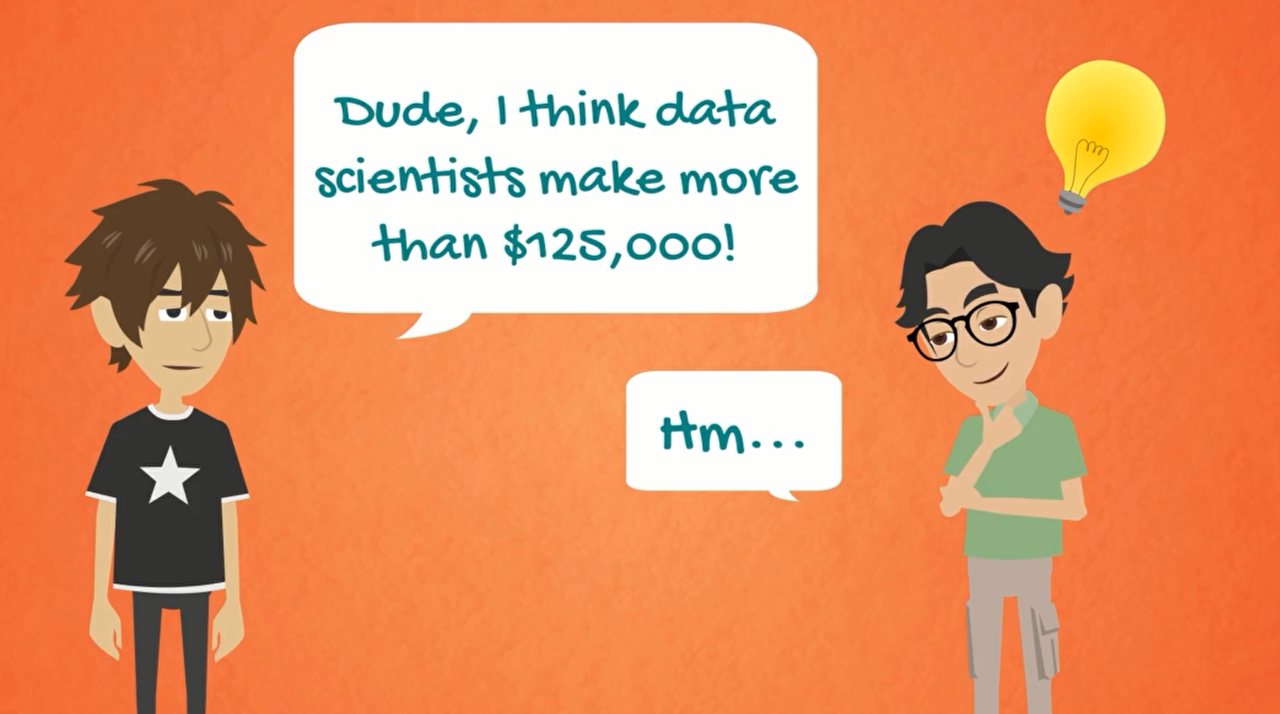 Dude, I think data
scientists make more
than $125,000!
Hm...